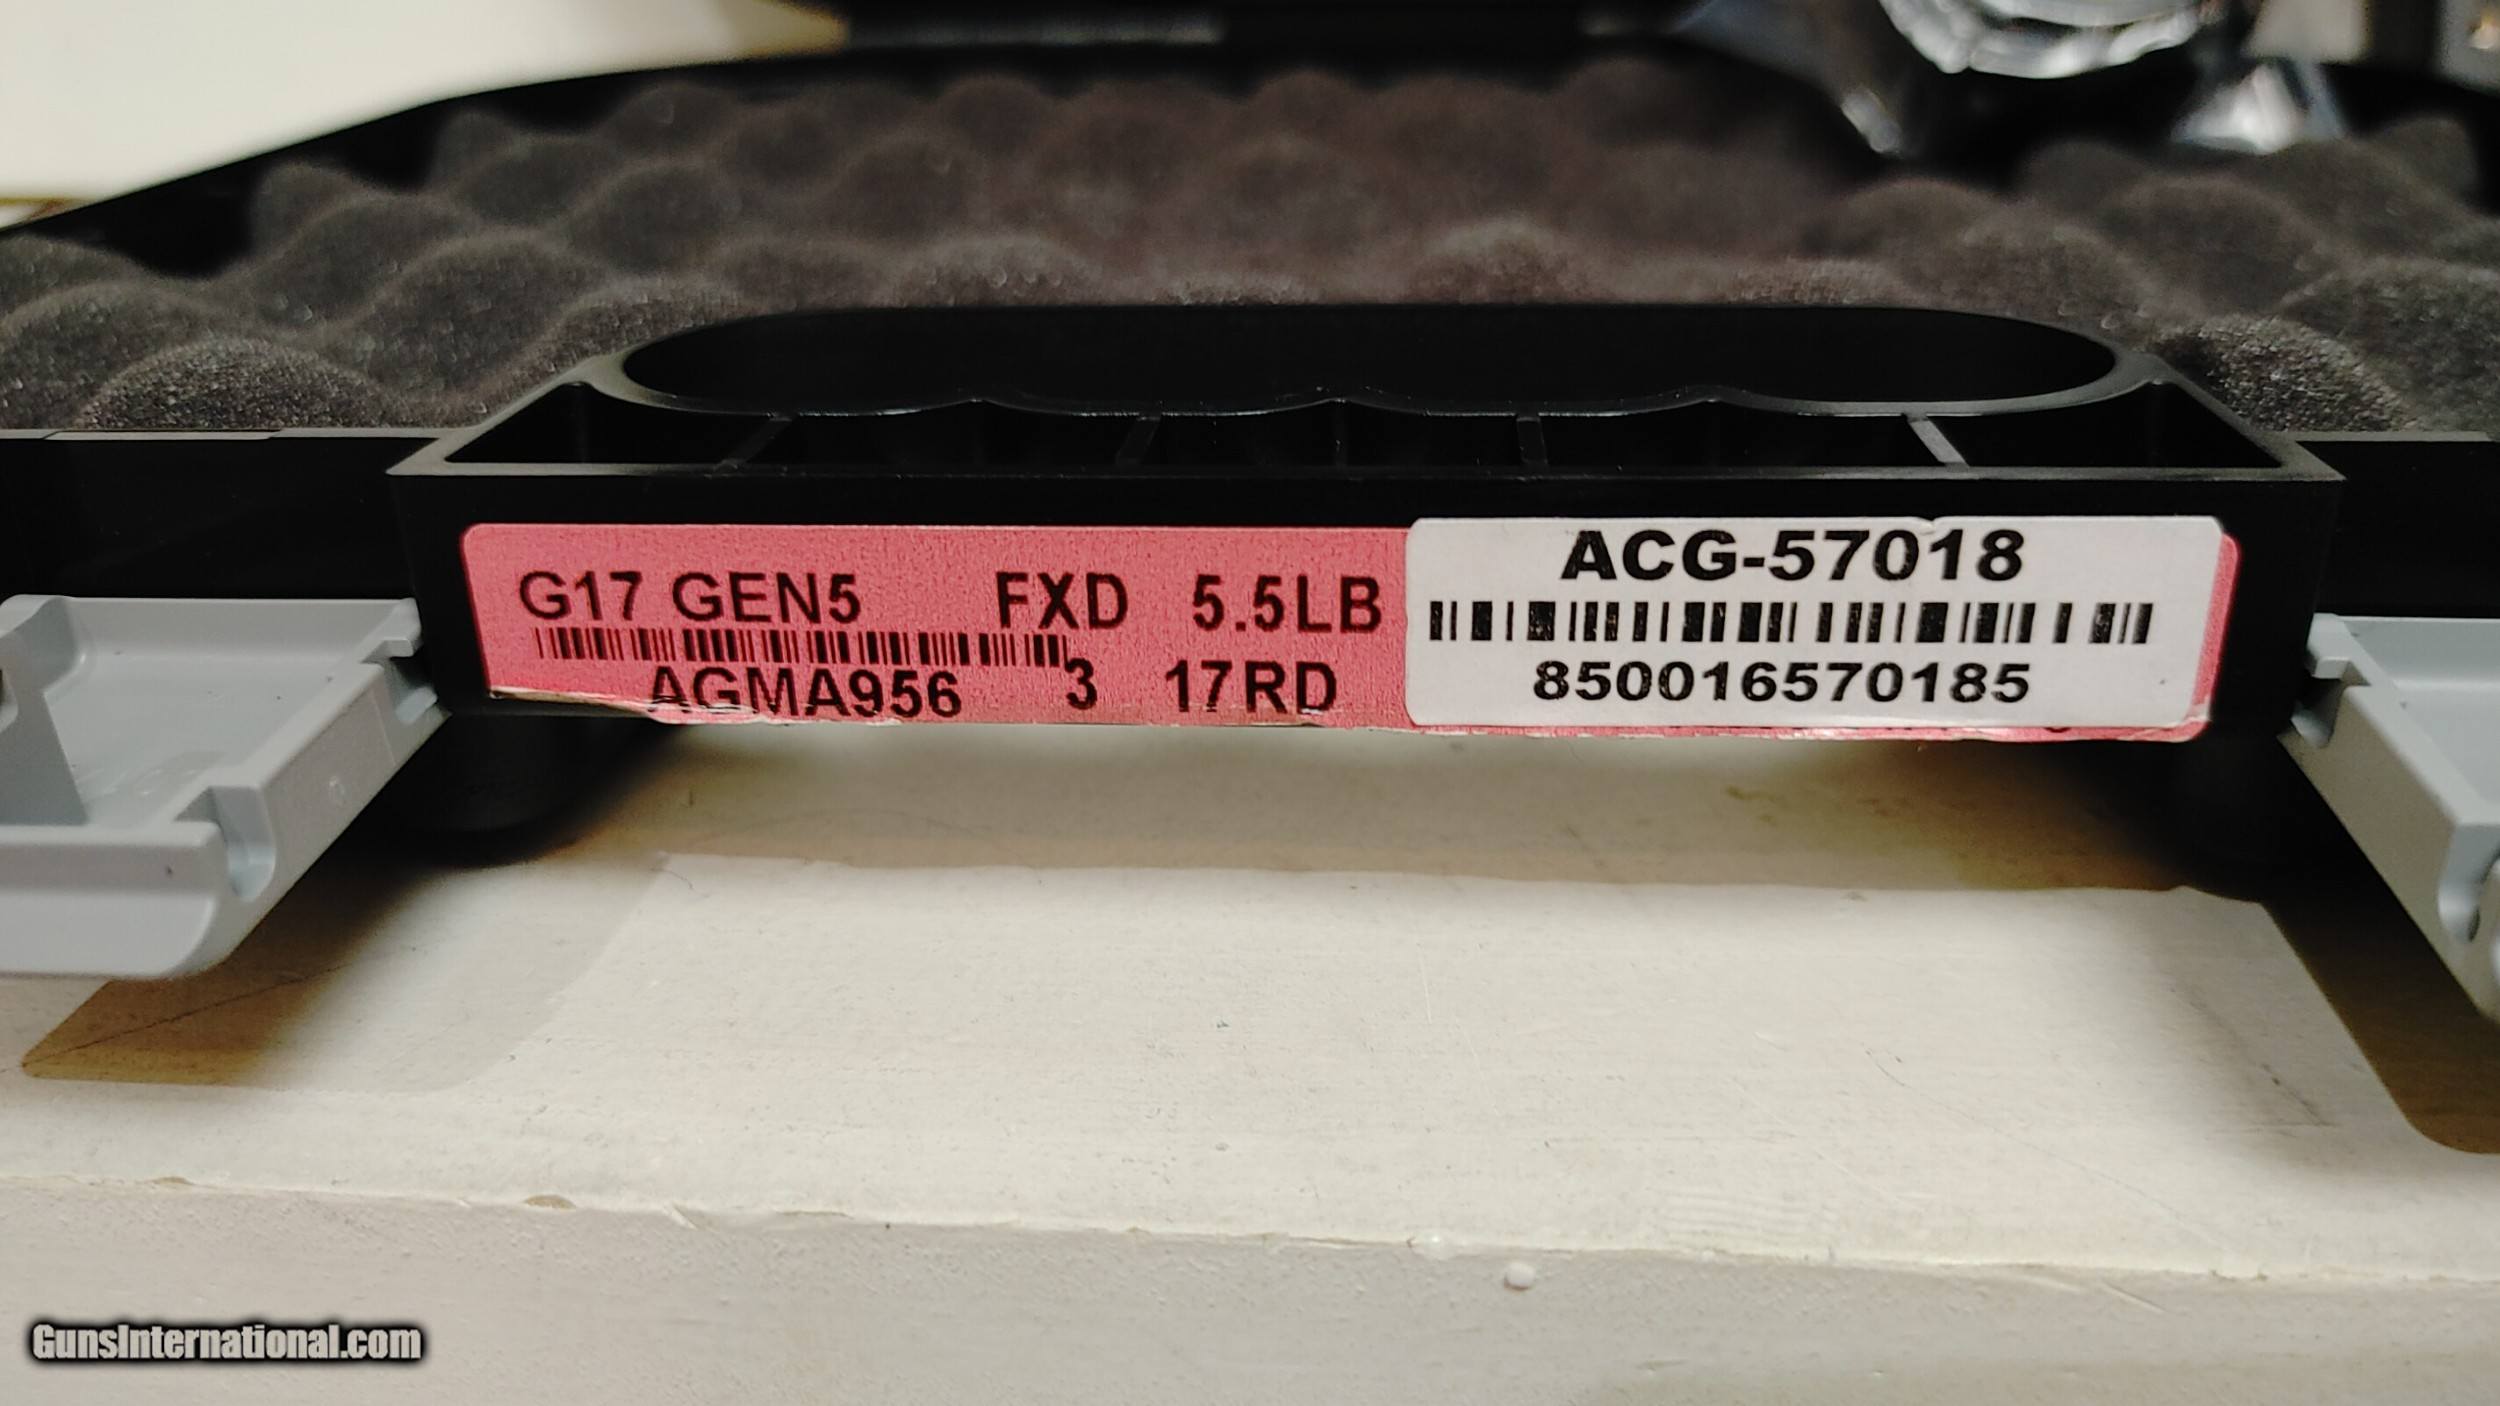 G17 GEN5 FXD 5.5LB
AGMA956 3 17RD
ACG-57018
850016570185
GunsInternational.com